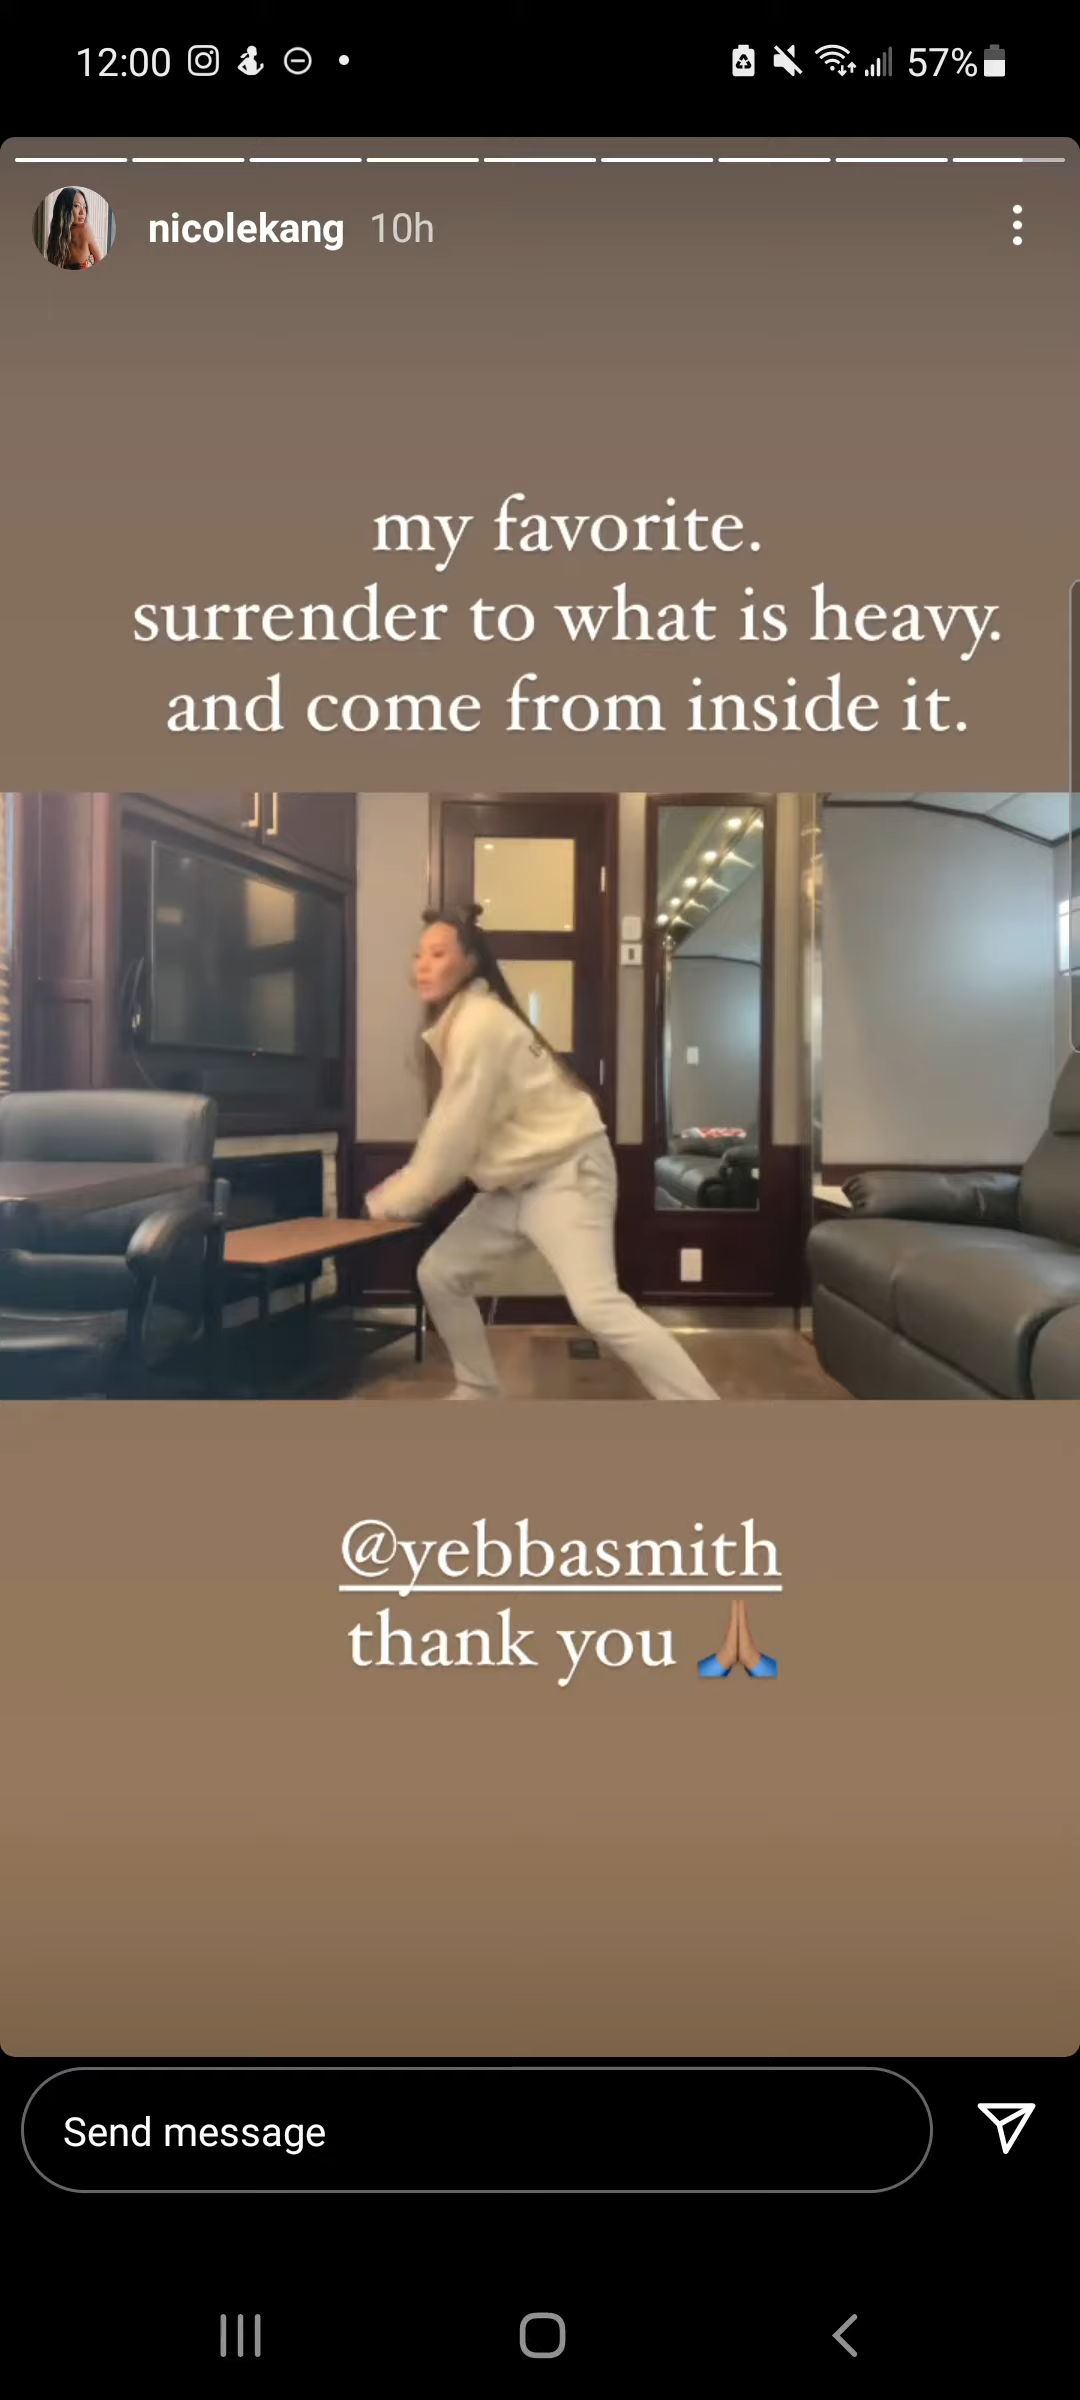 12:00
57%
nicolekang 10h
my favorite.
surrender to what is heavy.
and come from inside it.
@yebbasmith
thank you 🙏🏽
Send message